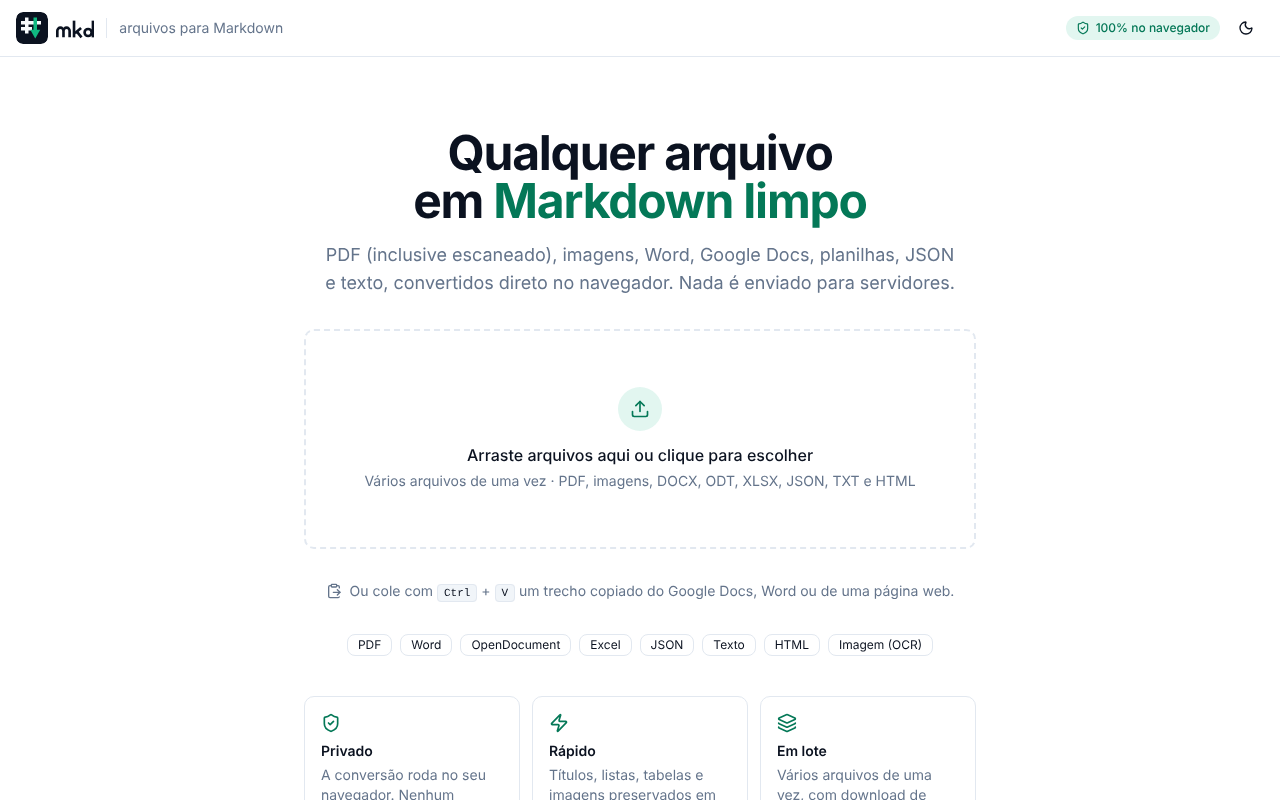 mkd
arquivos para Markdown
100% no navegador
Qualquer arquivo
em Markdown limpo
PDF (inclusive escaneado), imagens, Word, Google Docs, planilhas, JSON
e texto, convertidos direto no navegador. Nada é enviado para servidores.
Arraste arquivos aqui ou clique para escolher
Vários arquivos de uma vez · PDF, imagens, DOCX, ODT, XLSX, JSON, TXT e HTML
Ou cole com Ctrl + V um trecho copiado do Google Docs, Word ou de uma página web.
PDF
Word
OpenDocument
Excel
JSON
Texto
HTML
Imagem (OCR)
Privado
A conversão roda no seu
navegador. Nenhum
Rápido
Títulos, listas, tabelas e
imagens preservados em
Em lote
Vários arquivos de uma
vez, com download de